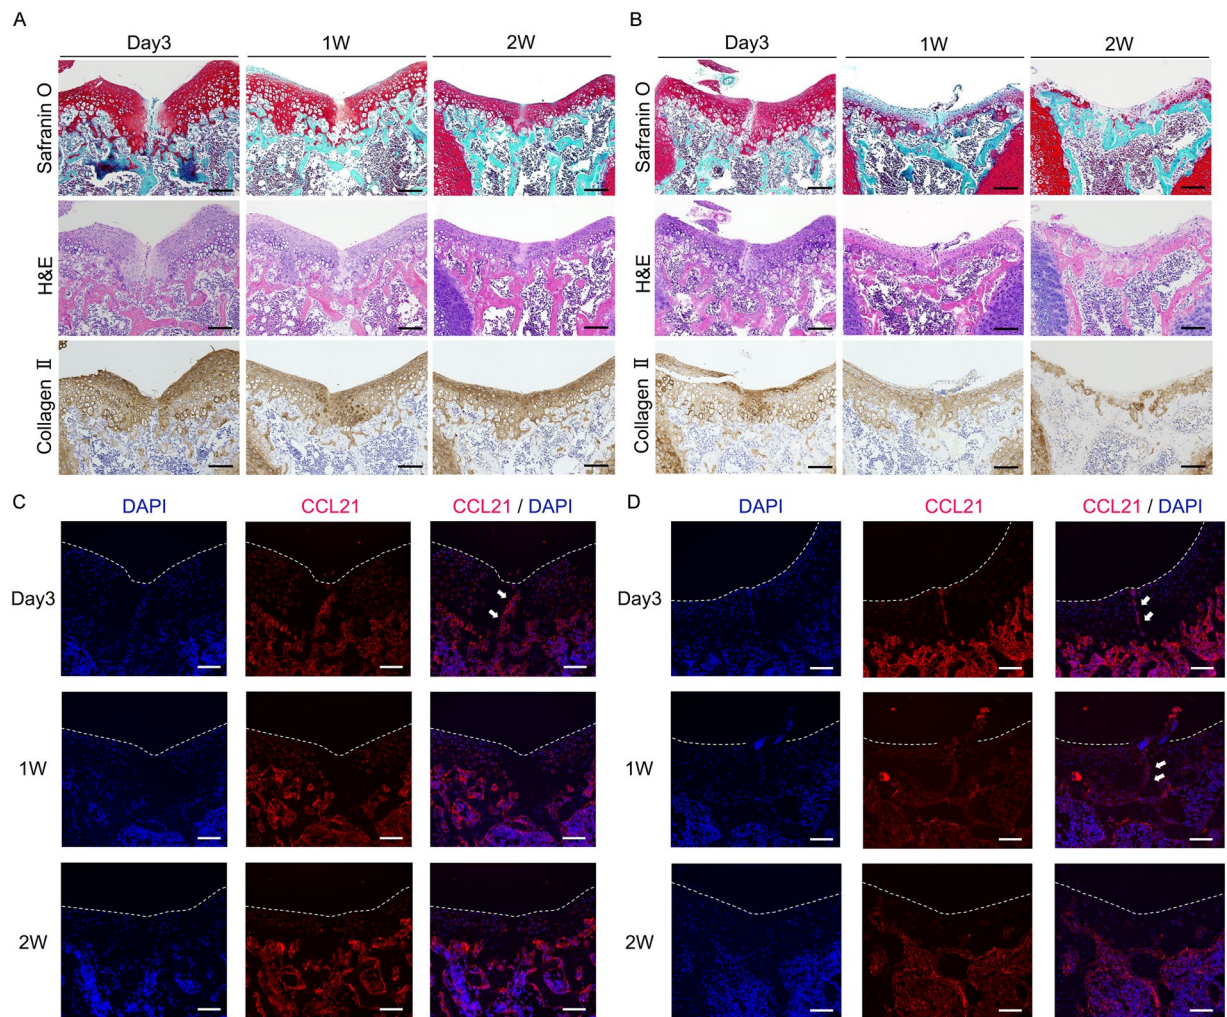 A
B
Day3 1W 2W
Day3 1W 2W
Safranin O
Safranin O
H&E
H&E
Collagen Ⅱ
Collagen Ⅱ
C
DAPI CCL21 CCL21 / DAPI
D
DAPI CCL21 CCL21 / DAPI
Day3
Day3
1W
1W
2W
2W